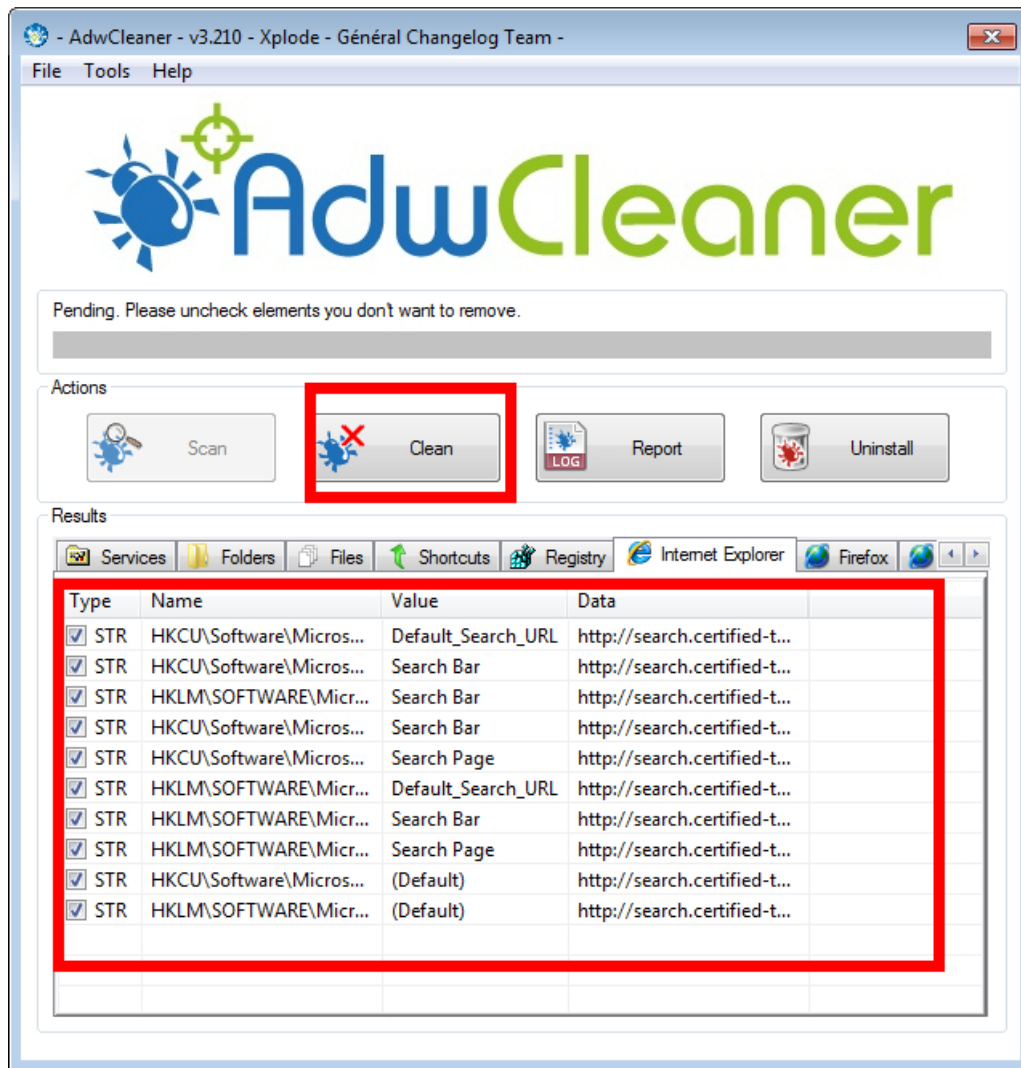 - AdwCleaner - v3.210 - Xplode - Général Changelog Team -
File Tools Help
AdwCleaner
Pending. Please uncheck elements you don't want to remove.
Actions
Scan Clean LOG Report Uninstall
Results
Services Folders Files Shortcuts Registry Internet Explorer Firefox
Type Name Value Data
STR HKCU\Software\Micros... Default_Search_URL http://search.certified-t...
STR HKCU\Software\Micros... Search Bar http://search.certified-t...
STR HKLM\SOFTWARE\Micr... Search Bar http://search.certified-t...
STR HKCU\Software\Micros... Search Bar http://search.certified-t...
STR HKCU\Software\Micros... Search Page http://search.certified-t...
STR HKLM\SOFTWARE\Micr... Default_Search_URL http://search.certified-t...
STR HKLM\SOFTWARE\Micr... Search Bar http://search.certified-t...
STR HKLM\SOFTWARE\Micr... Search Page http://search.certified-t...
STR HKCU\Software\Micros... (Default) http://search.certified-t...
STR HKLM\SOFTWARE\Micr... (Default) http://search.certified-t...